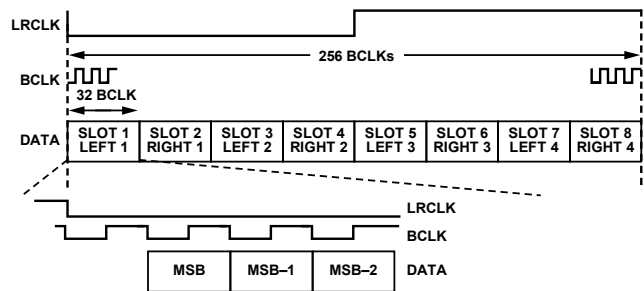 LRCLK
256 BCLKs
BCLK
32 BCLK
DATA
SLOT 1 LEFT 1
SLOT 2 RIGHT 1
SLOT 3 LEFT 2
SLOT 4 RIGHT 2
SLOT 5 LEFT 3
SLOT 6 RIGHT 3
SLOT 7 LEFT 4
SLOT 8 RIGHT 4
LRCLK
BCLK
MSB
MSB–1
MSB–2
DATA